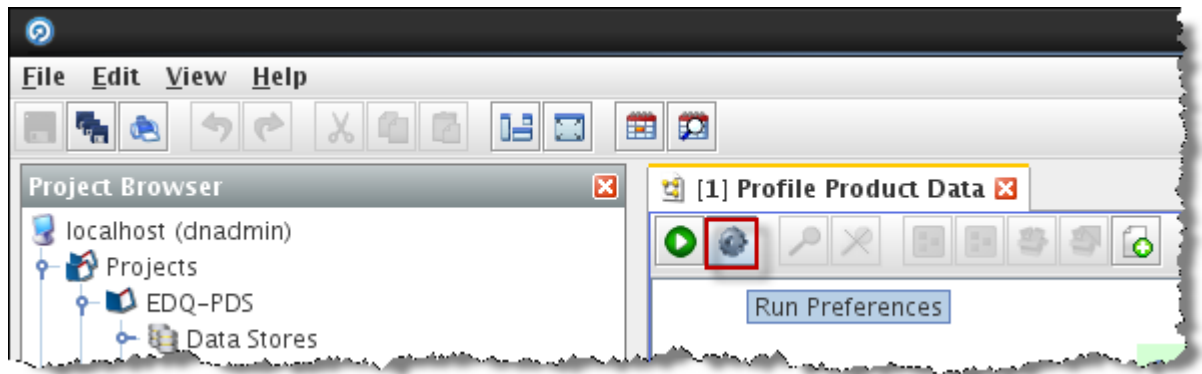 File Edit View Help
Project Browser
[1] Profile Product Data
localhost (dnadmin)
Projects
EDQ-PDS
Run Preferences
Data Stores